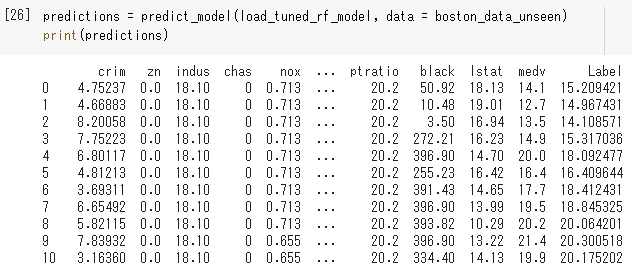 [26] predictions = predict_model(load_tuned_rf_model, data = boston_data_unseen)
print(predictions)
crim zn indus chas nox ... ptratio black lstat medv Label
0 4.75237 0.0 18.10 0 0.713 ... 20.2 50.92 18.13 14.1 15.209421
1 4.66883 0.0 18.10 0 0.713 ... 20.2 10.48 19.01 12.7 14.967431
2 8.20058 0.0 18.10 0 0.713 ... 20.2 3.50 16.94 13.5 14.108571
3 7.75223 0.0 18.10 0 0.713 ... 20.2 272.21 16.23 14.9 15.317036
4 6.80117 0.0 18.10 0 0.713 ... 20.2 396.90 14.70 20.0 18.092477
5 4.81213 0.0 18.10 0 0.713 ... 20.2 255.23 16.42 16.4 16.409644
6 3.69311 0.0 18.10 0 0.713 ... 20.2 391.43 14.65 17.7 18.412431
7 6.65492 0.0 18.10 0 0.713 ... 20.2 396.90 13.99 19.5 18.845325
8 5.82115 0.0 18.10 0 0.713 ... 20.2 393.82 10.29 20.2 20.064201
9 7.83932 0.0 18.10 0 0.655 ... 20.2 396.90 13.22 21.4 20.300518
10 3.16360 0.0 18.10 0 0.655 ... 20.2 334.40 14.13 19.9 20.175202